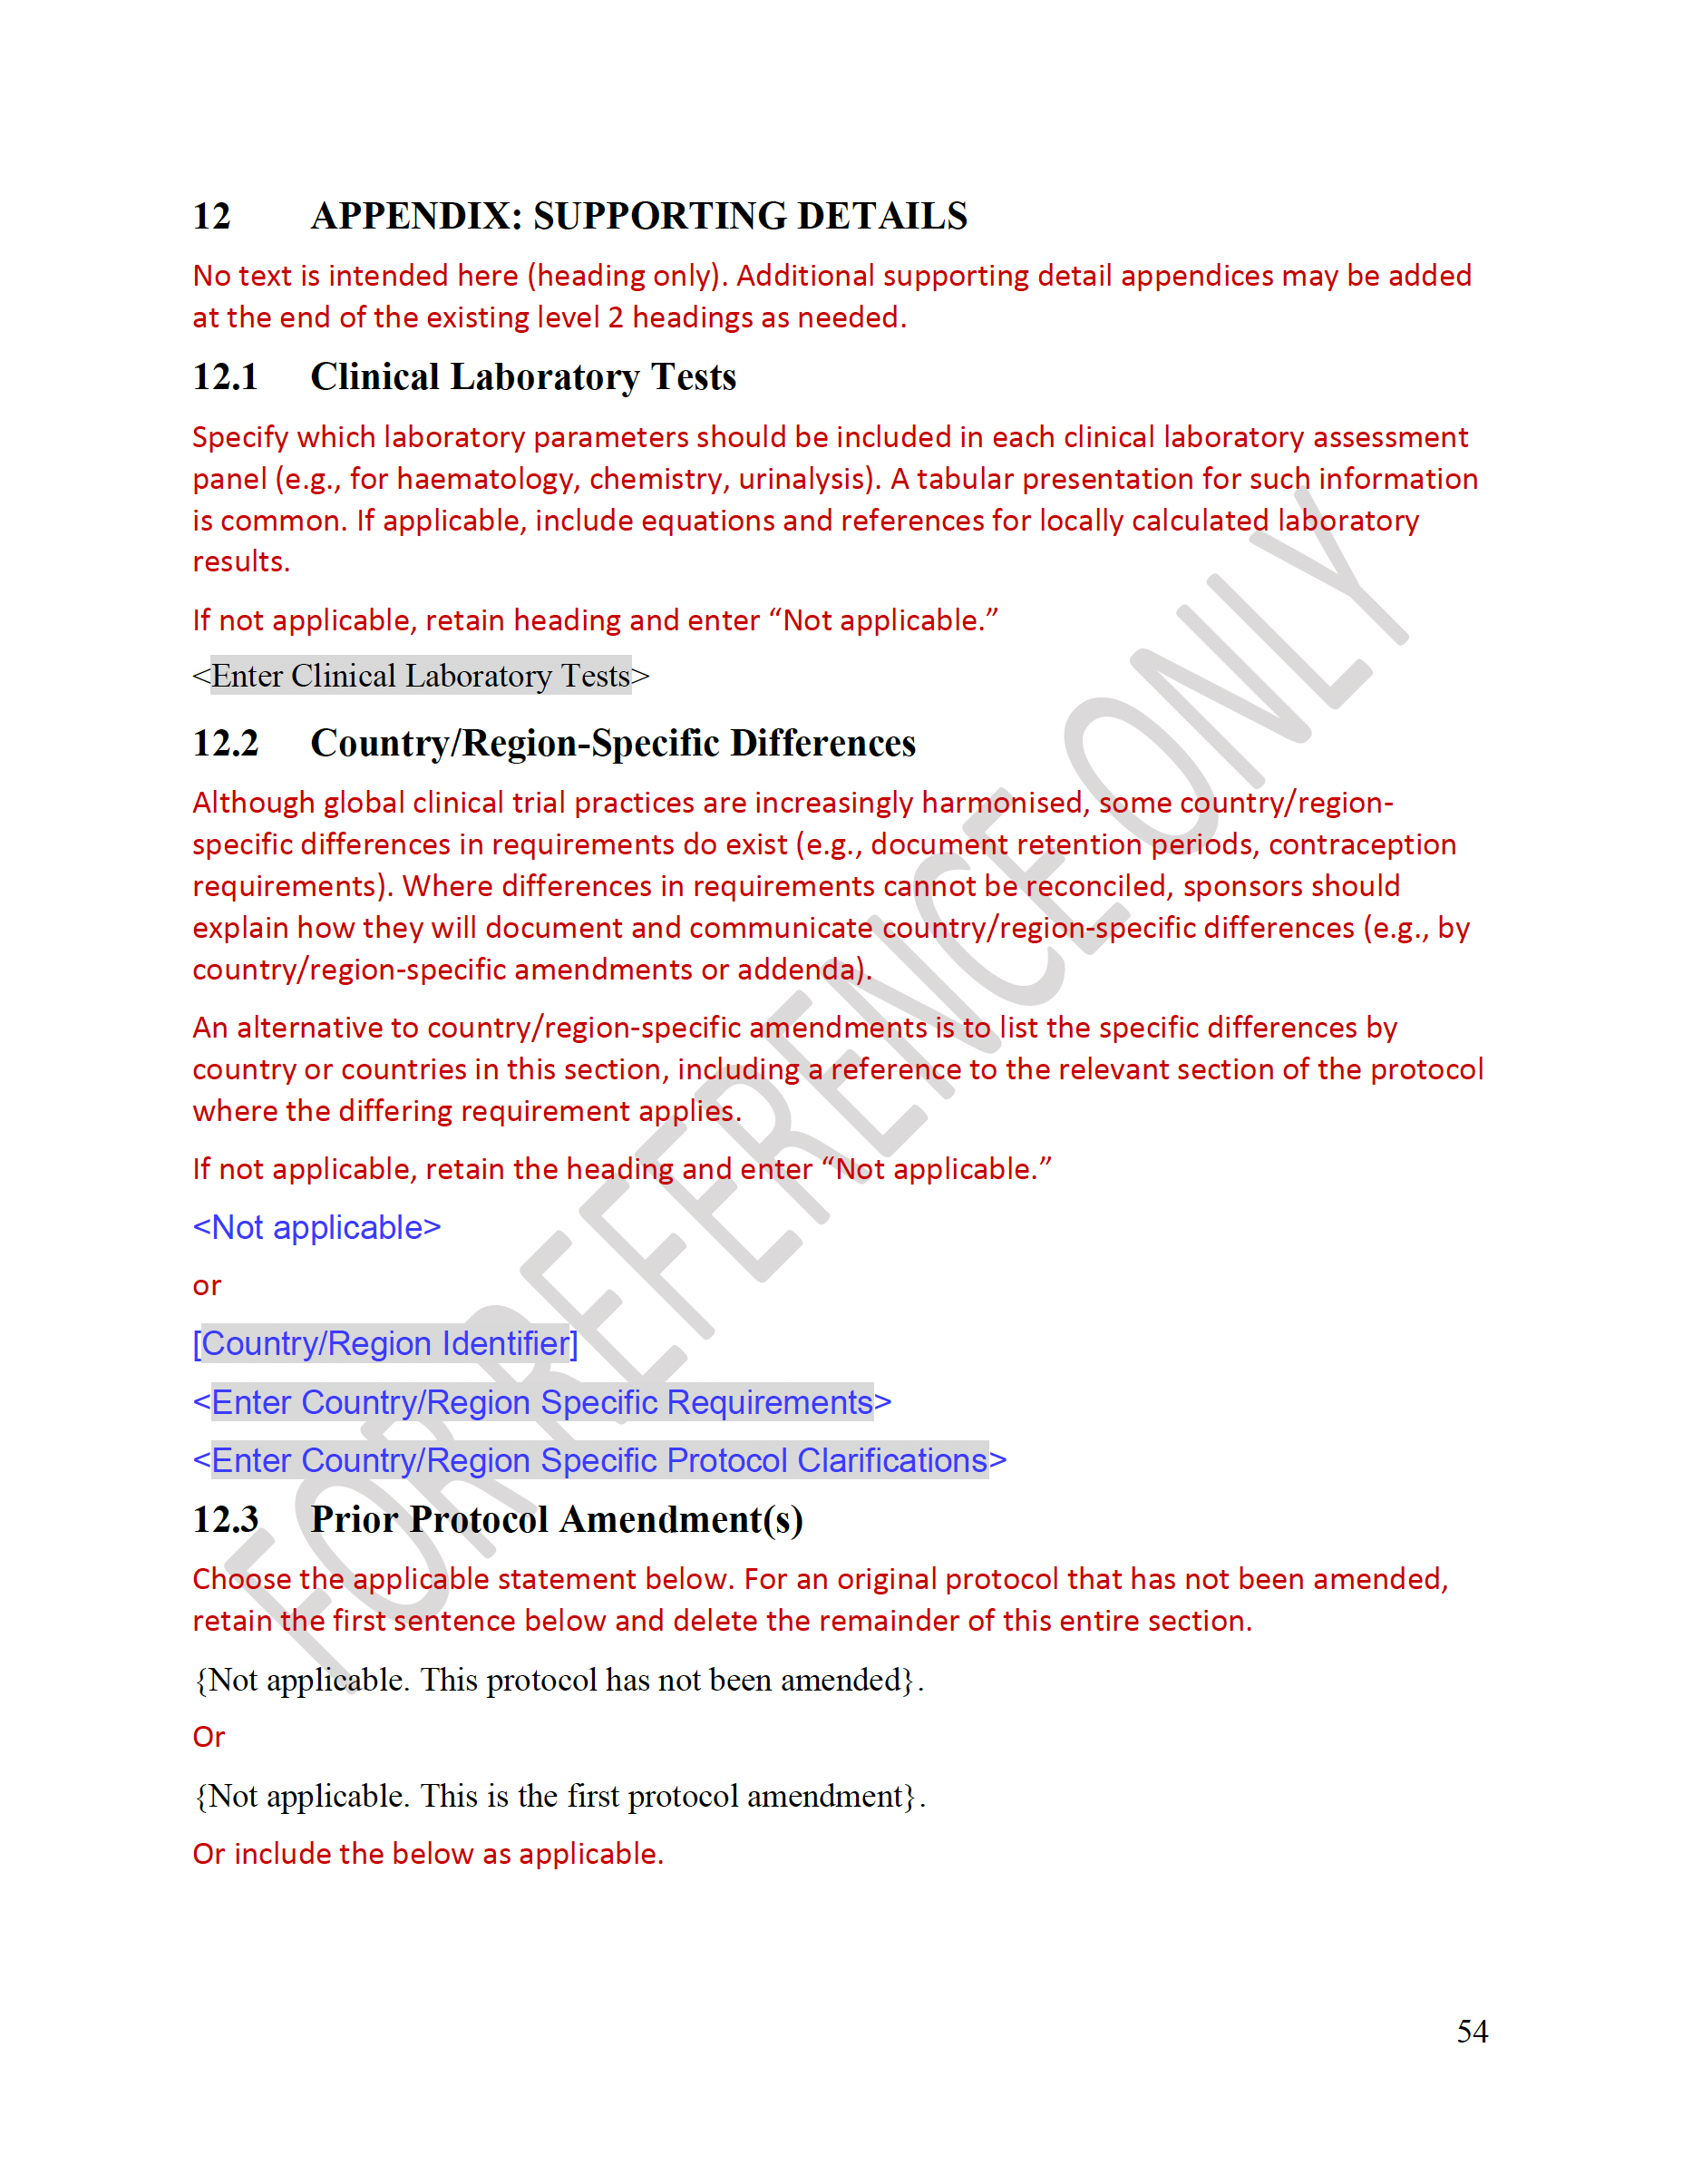 12 APPENDIX: SUPPORTING DETAILS
No text is intended here (heading only). Additional supporting detail appendices may be added
at the end of the existing level 2 headings as needed.
12.1 Clinical Laboratory Tests
Specify which laboratory parameters should be included in each clinical laboratory assessment
panel (e.g., for haematology, chemistry, urinalysis). A tabular presentation for such information
is common. If applicable, include equations and references for locally calculated laboratory
results.
If not applicable, retain heading and enter “Not applicable.”
<Enter Clinical Laboratory Tests>
12.2 Country/Region-Specific Differences
Although global clinical trial practices are increasingly harmonised, some country/region-
specific differences in requirements do exist (e.g., document retention periods, contraception
requirements). Where differences in requirements cannot be reconciled, sponsors should
explain how they will document and communicate country/region-specific differences (e.g., by
country/region-specific amendments or addenda).
An alternative to country/region-specific amendments is to list the specific differences by
country or countries in this section, including a reference to the relevant section of the protocol
where the differing requirement applies.
If not applicable, retain the heading and enter “Not applicable.”
<Not applicable>
or
[Country/Region Identifier]
<Enter Country/Region Specific Requirements>
<Enter Country/Region Specific Protocol Clarifications>
12.3 Prior Protocol Amendment(s)
Choose the applicable statement below. For an original protocol that has not been amended,
retain the first sentence below and delete the remainder of this entire section.
{Not applicable. This protocol has not been amended}.
Or
{Not applicable. This is the first protocol amendment}.
Or include the below as applicable.
54
FOR REFERENCE ONLY